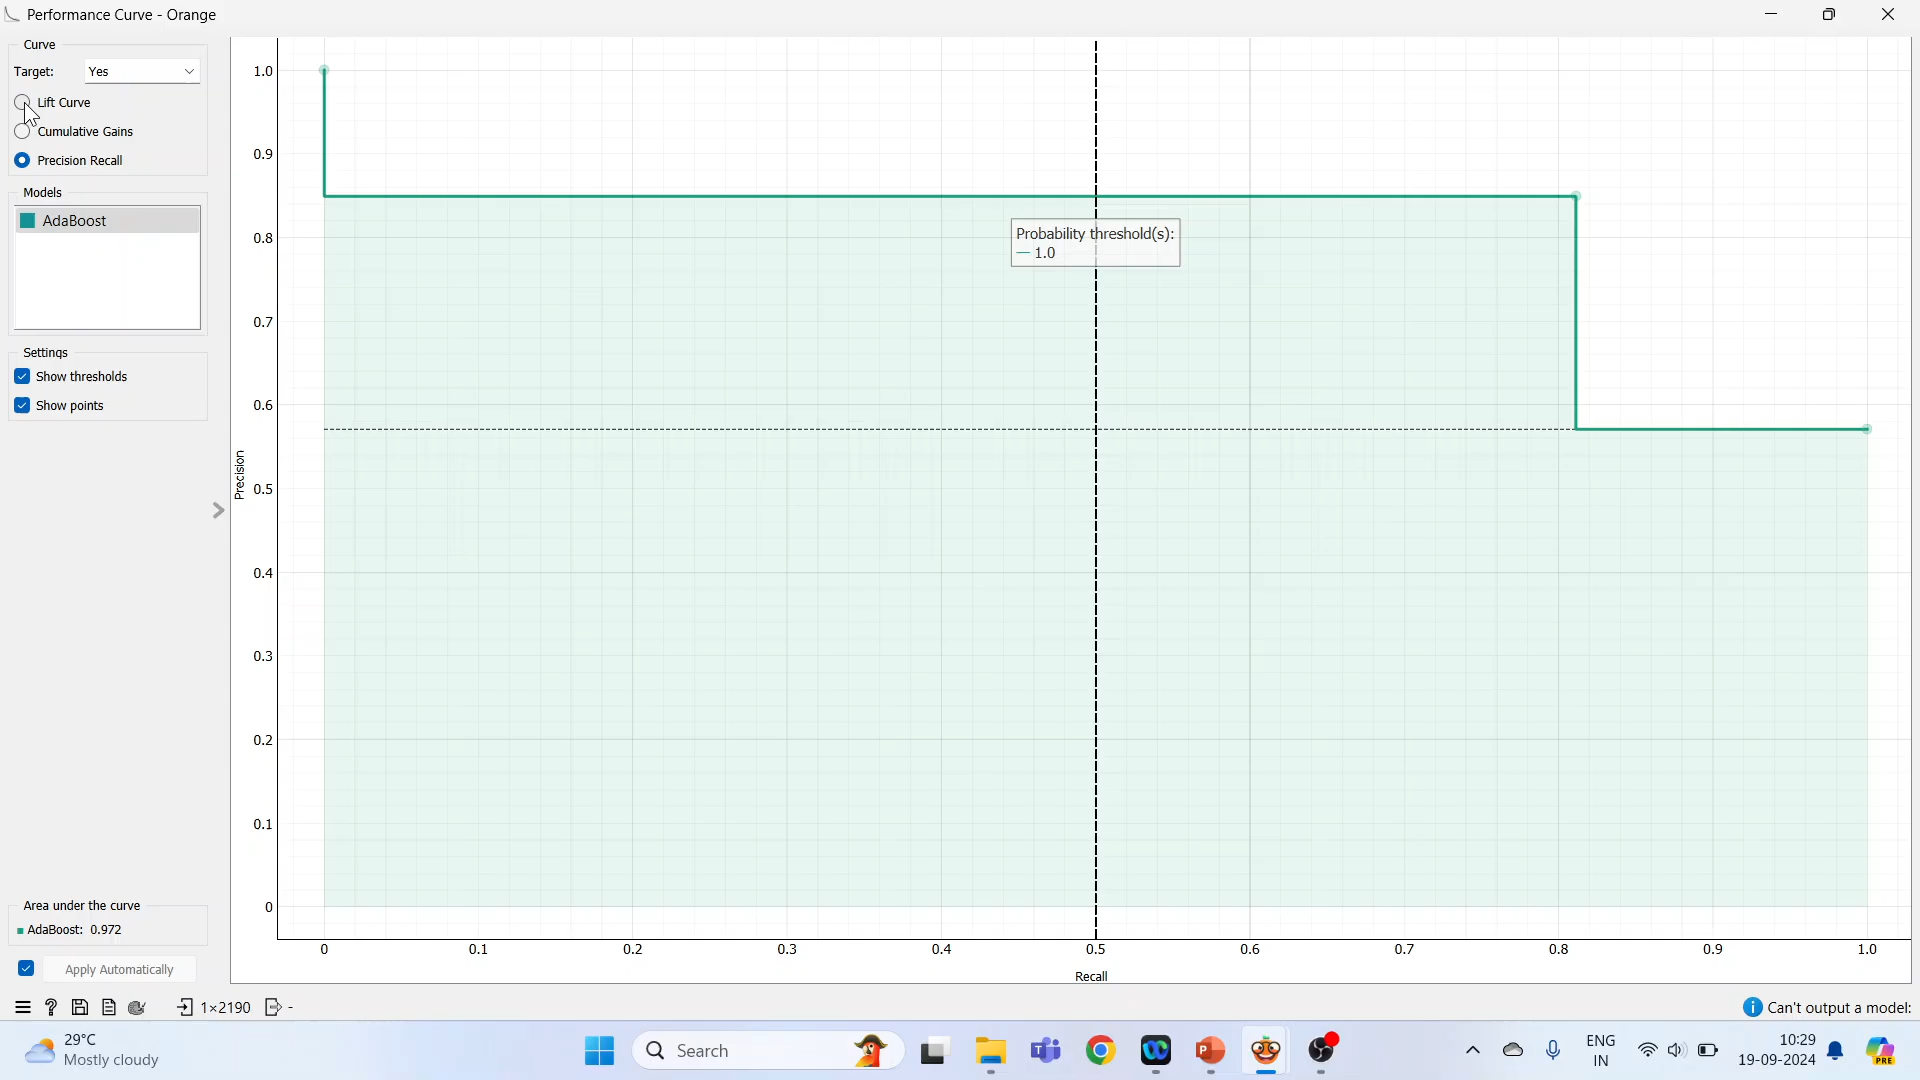 Performance Curve - Orange
Curve
Target: Yes
Lift Curve
Cumulative Gains
Precision Recall
Models
AdaBoost
Settings
Show thresholds
Show points
Area under the curve
AdaBoost: 0.972
Apply Automatically
1.0
0.9
0.8
0.7
0.6
0.5
0.4
0.3
0.2
0.1
0
Precision
Probability threshold(s):
1.0
0 0.1 0.2 0.3 0.4 0.5 0.6 0.7 0.8 0.9 1.0
Recall
1×2190 -
Can't output a model:
29°C
Mostly cloudy
Search
ENG
IN
10:29
19-09-2024
PRE